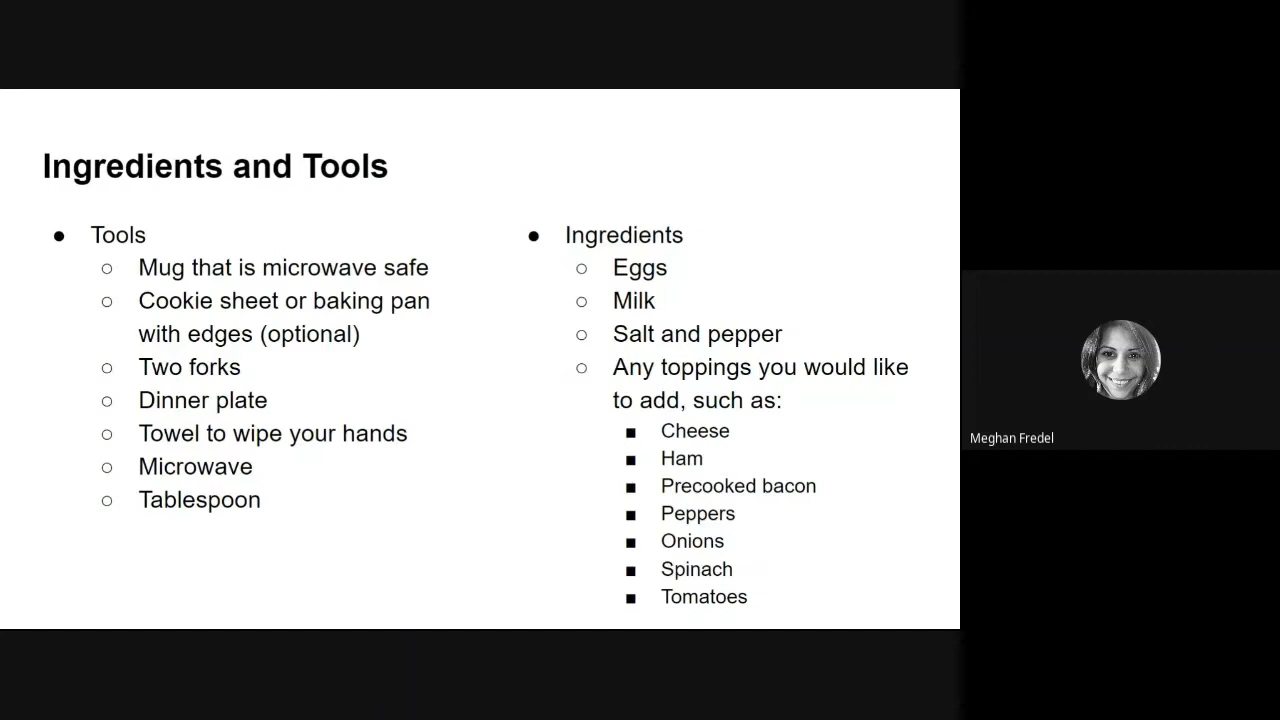 Ingredients and Tools
● Tools
○ Mug that is microwave safe
○ Cookie sheet or baking pan
with edges (optional)
○ Two forks
○ Dinner plate
○ Towel to wipe your hands
○ Microwave
○ Tablespoon
● Ingredients
○ Eggs
○ Milk
○ Salt and pepper
○ Any toppings you would like
to add, such as:
■ Cheese
■ Ham
■ Precooked bacon
■ Peppers
■ Onions
■ Spinach
■ Tomatoes
Meghan Fredel